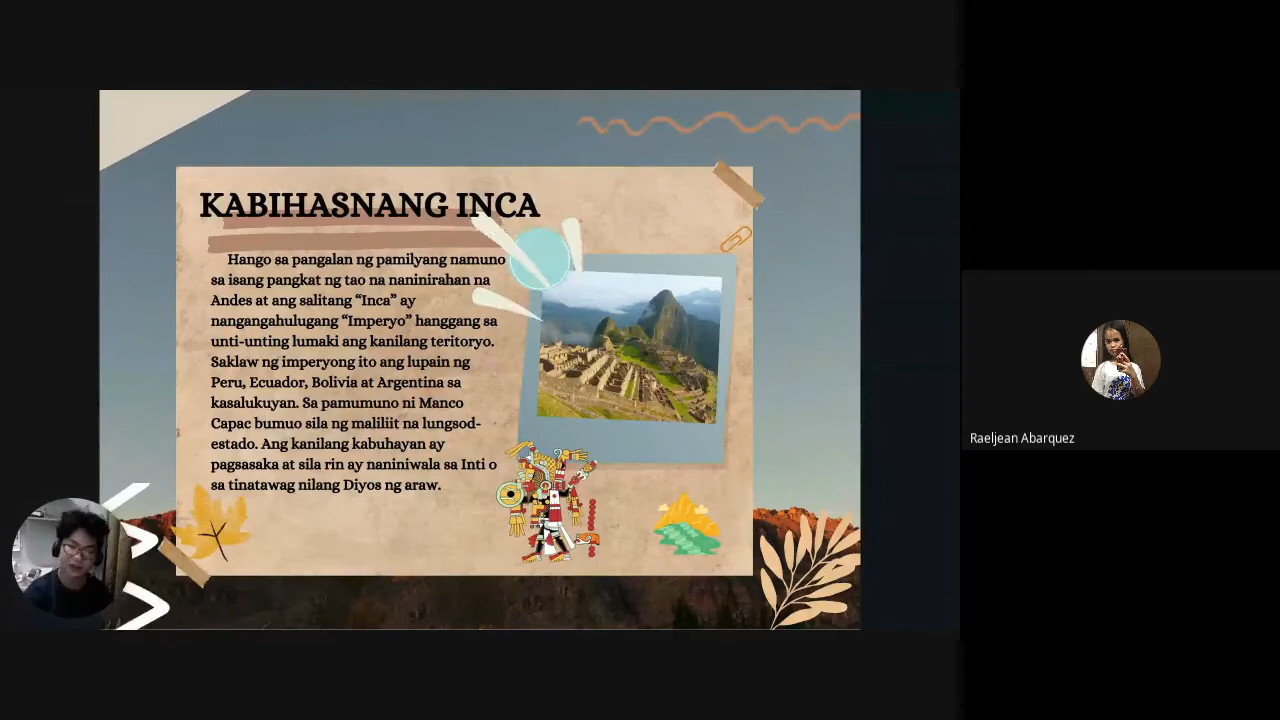 KABIHASNANG INCA
Hango sa pangalan ng pamilyang namuno
sa isang pangkat ng tao na naninirahan na
Andes at ang salitang “Inca” ay
nangangahulugang “Imperyo” hanggang sa
unti-unting lumaki ang kanilang teritoryo.
Saklaw ng imperyong ito ang lupain ng
Peru, Ecuador, Bolivia at Argentina sa
kasalukuyan. Sa pamumuno ni Manco
Capac bumuo sila ng maliliit na lungsod-
estado. Ang kanilang kabuhayan ay
pagsasaka at sila rin ay naniniwala sa Inti o
sa tinatawag nilang Diyos ng araw.
Raeljean Abarquez